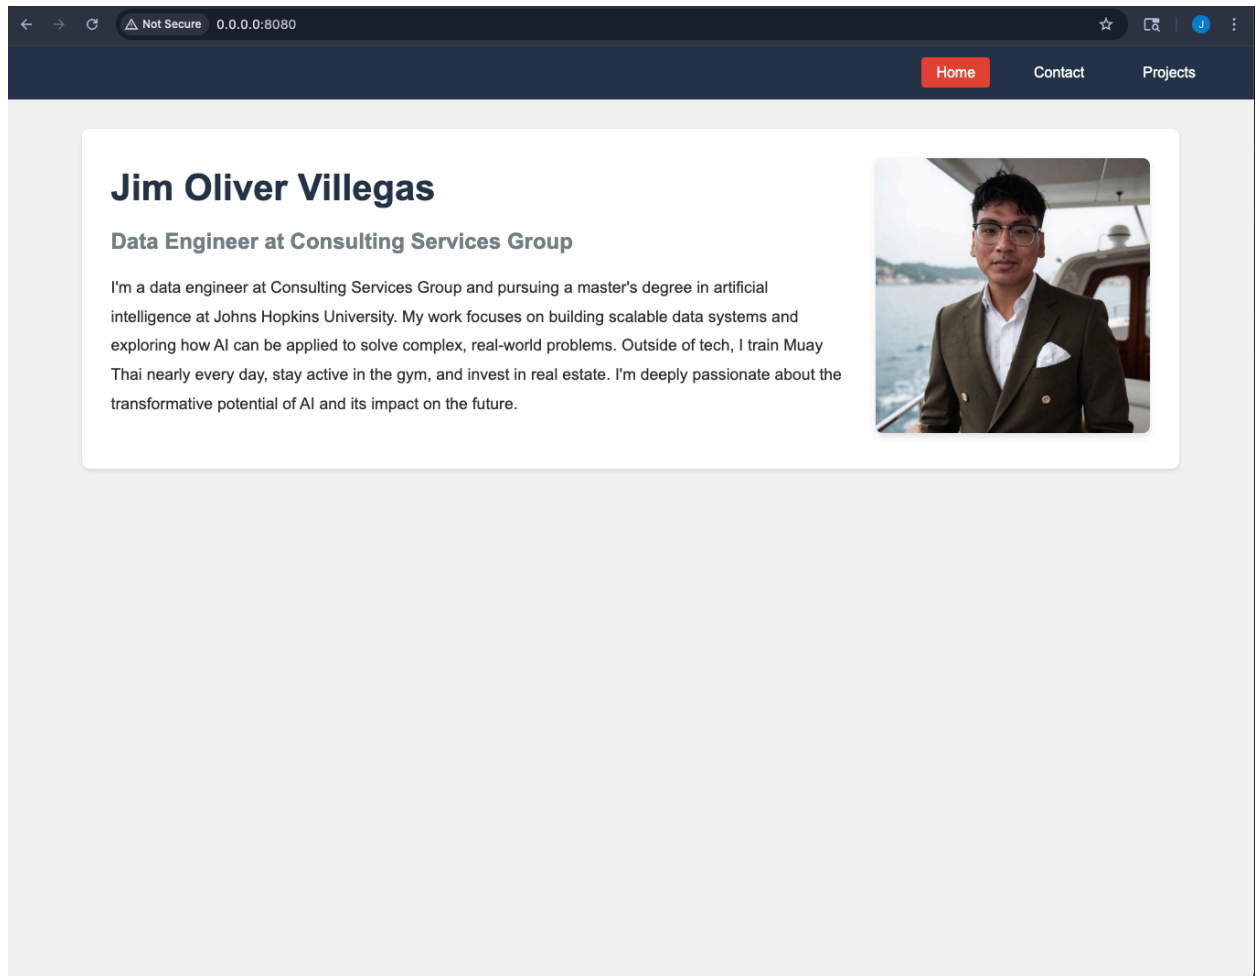 Not Secure 0.0.0.0:8080
J
Home Contact Projects
Jim Oliver Villegas
Data Engineer at Consulting Services Group
I'm a data engineer at Consulting Services Group and pursuing a master's degree in artificial
intelligence at Johns Hopkins University. My work focuses on building scalable data systems and
exploring how AI can be applied to solve complex, real-world problems. Outside of tech, I train Muay
Thai nearly every day, stay active in the gym, and invest in real estate. I'm deeply passionate about the
transformative potential of AI and its impact on the future.